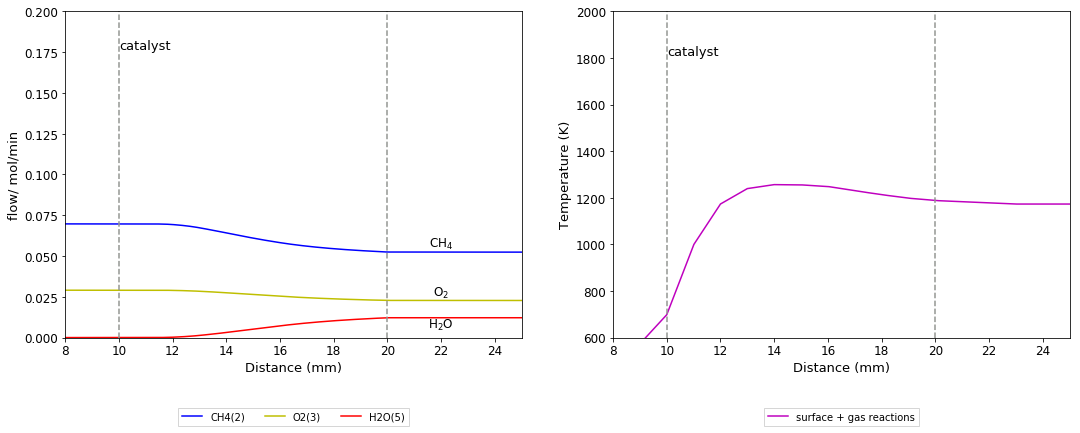 0.200
0.175
0.150
0.125
0.100
0.075
0.050
0.025
0.000
flow/ mol/min
catalyst
CH₄
O₂
H₂O
8 10 12 14 16 18 20 22 24
Distance (mm)
CH4(2) O2(3) H2O(5)
2000
1800
1600
1400
1200
1000
800
600
Temperature (K)
catalyst
8 10 12 14 16 18 20 22 24
Distance (mm)
surface + gas reactions